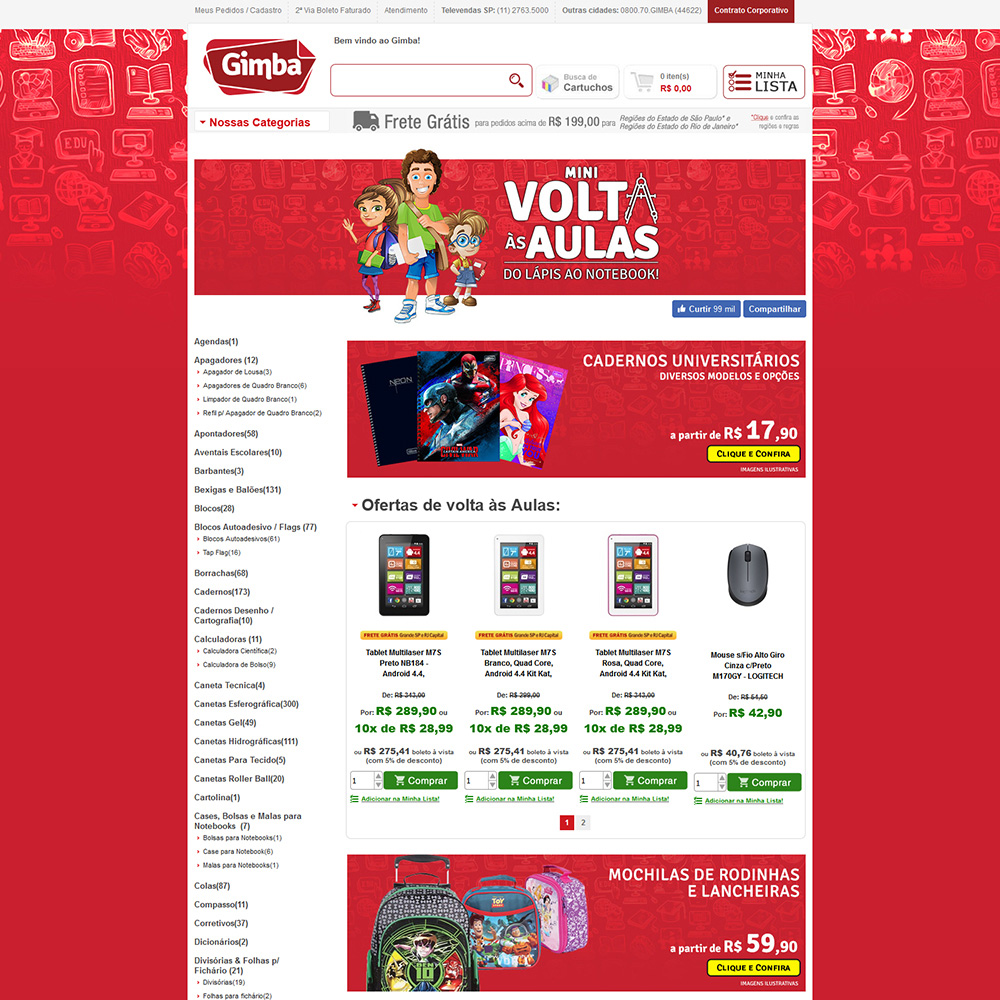 Meus Pedidos / Cadastro
2ª Via Boleto Faturado
Atendimento
Televendas SP: (11) 2763.5000
Outras cidades: 0800.70.GIMBA (44622)
Contrato Corporativo
Gimba
Bem vindo ao Gimba!
Busca de
Cartuchos
0 iten(s)
R$ 0,00
MINHA
LISTA
Nossas Categorias
Frete Grátis para pedidos acima de R$ 199,00 para
Regiões do Estado de São Paulo* e
Regiões do Estado do Rio de Janeiro*
*Clique e confira as
regiões e regras
EDU
MINI
VOLTA
ÀS AULAS
DO LÁPIS AO NOTEBOOK!
Curtir 99 mil
Compartilhar
Agendas(1)
Apagadores (12)
Apagador de Lousa(3)
Apagadores de Quadro Branco(6)
Limpador de Quadro Branco(1)
Refil p/ Apagador de Quadro Branco(2)
Apontadores(58)
Aventais Escolares(10)
Barbantes(3)
Bexigas e Balões(131)
Blocos(28)
Blocos Autoadesivo / Flags (77)
Blocos Autoadesivos(61)
Tap Flag(16)
Borrachas(68)
Cadernos(173)
Cadernos Desenho /
Cartografia(10)
Calculadoras (11)
Calculadora Científica(2)
Calculadora de Bolso(9)
Caneta Tecnica(4)
Canetas Esferográfica(300)
Canetas Gel(49)
Canetas Hidrográficas(111)
Canetas Para Tecido(5)
Canetas Roller Ball(20)
Cartolina(1)
Cases, Bolsas e Malas para
Notebooks (7)
Bolsas para Notebooks(1)
Case para Notebook(6)
Malas para Notebooks(1)
Colas(87)
Compasso(11)
Corretivos(37)
Dicionários(2)
Divisórias & Folhas p/
Fichário (21)
Divisórias(19)
Folhas para fichário(2)
NEON
CADERNOS UNIVERSITÁRIOS
DIVERSOS MODELOS E OPÇÕES
a partir de R$ 17,90
CLIQUE E CONFIRA
IMAGENS ILUSTRATIVAS
Ofertas de volta às Aulas:
FRETE GRÁTIS Grande SP e RJ Capital
Tablet Multilaser M7S
Preto NB184 -
Android 4.4,
De: R$ 343,00
Por: R$ 289,90 ou
10x de R$ 28,99
ou R$ 275,41 boleto à vista
(com 5% de desconto)
1
Comprar
Adicionar na Minha Lista!
FRETE GRÁTIS Grande SP e RJ Capital
Tablet Multilaser M7S
Branco, Quad Core,
Android 4.4 Kit Kat,
De: R$ 299,00
Por: R$ 289,90 ou
10x de R$ 28,99
ou R$ 275,41 boleto à vista
(com 5% de desconto)
1
Comprar
Adicionar na Minha Lista!
FRETE GRÁTIS Grande SP e RJ Capital
Tablet Multilaser M7S
Rosa, Quad Core,
Android 4.4 Kit Kat,
De: R$ 343,00
Por: R$ 289,90 ou
10x de R$ 28,99
ou R$ 275,41 boleto à vista
(com 5% de desconto)
1
Comprar
Adicionar na Minha Lista!
Mouse s/Fio Alto Giro
Cinza c/Preto
M170GY - LOGITECH
De: R$ 54,50
Por: R$ 42,90
ou R$ 40,76 boleto à vista
(com 5% de desconto)
1
Comprar
Adicionar na Minha Lista!
1 2
BEN
10
TOY
MOCHILAS DE RODINHAS
E LANCHEIRAS
a partir de R$ 59,90
CLIQUE E CONFIRA
IMAGENS ILUSTRATIVAS